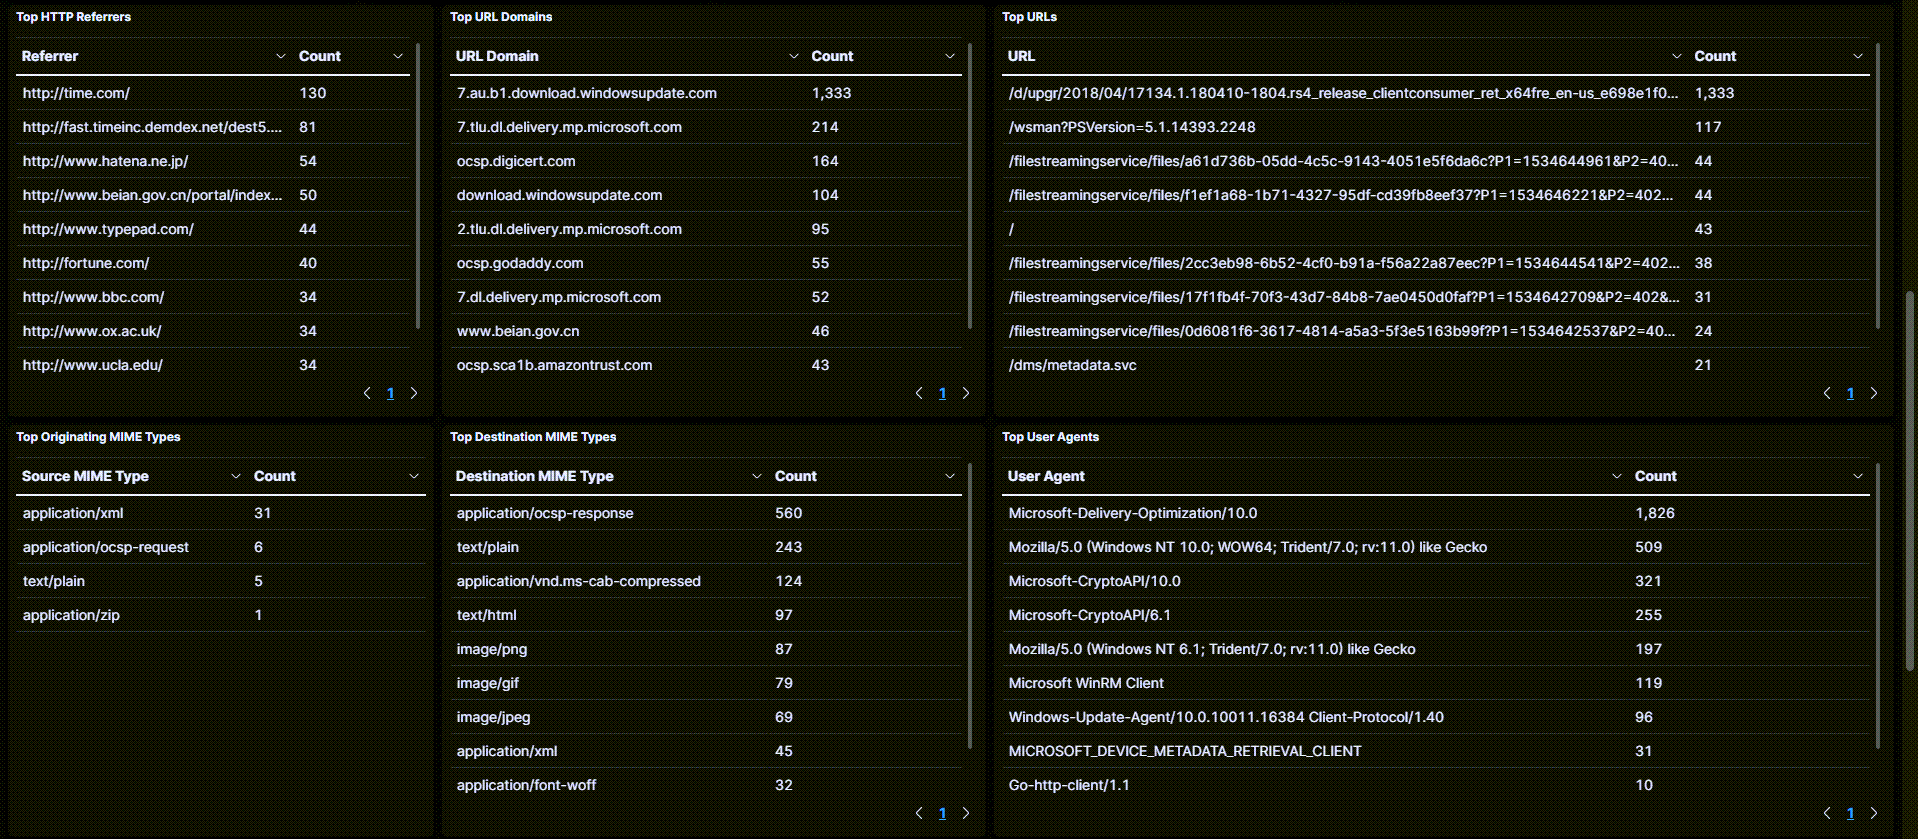 Top HTTP Referrers
Referrer Count
http://time.com/ 130
http://fast.timeinc.demdex.net/dest5.... 81
http://www.hatena.ne.jp/ 54
http://www.beian.gov.cn/portal/index... 50
http://www.typepad.com/ 44
http://fortune.com/ 40
http://www.bbc.com/ 34
http://www.ox.ac.uk/ 34
http://www.ucla.edu/ 34
1
Top URL Domains
URL Domain Count
7.au.b1.download.windowsupdate.com 1,333
7.tlu.dl.delivery.mp.microsoft.com 214
ocsp.digicert.com 164
download.windowsupdate.com 104
2.tlu.dl.delivery.mp.microsoft.com 95
ocsp.godaddy.com 55
7.dl.delivery.mp.microsoft.com 52
www.beian.gov.cn 46
ocsp.sca1b.amazontrust.com 43
1
Top URLs
URL Count
/d/upgr/2018/04/17134.1.180410-1804.rs4_release_clientconsumer_ret_x64fre_en-us_e698e1f0... 1,333
/wsman?PSVersion=5.1.14393.2248 117
/filestreamingservice/files/a61d736b-05dd-4c5c-9143-4051e5f6da6c?P1=1534644961&P2=40... 44
/filestreamingservice/files/f1ef1a68-1b71-4327-95df-cd39fb8eef37?P1=1534646221&P2=402... 44
/ 43
/filestreamingservice/files/2cc3eb98-6b52-4cf0-b91a-f56a22a87eec?P1=1534644541&P2=402... 38
/filestreamingservice/files/17f1fb4f-70f3-43d7-84b8-7ae0450d0faf?P1=1534642709&P2=402&... 31
/filestreamingservice/files/0d6081f6-3617-4814-a5a3-5f3e5163b99f?P1=1534642537&P2=40... 24
/dms/metadata.svc 21
1
Top Originating MIME Types
Source MIME Type Count
application/xml 31
application/ocsp-request 6
text/plain 5
application/zip 1
Top Destination MIME Types
Destination MIME Type Count
application/ocsp-response 560
text/plain 243
application/vnd.ms-cab-compressed 124
text/html 97
image/png 87
image/gif 79
image/jpeg 69
application/xml 45
application/font-woff 32
1
Top User Agents
User Agent Count
Microsoft-Delivery-Optimization/10.0 1,826
Mozilla/5.0 (Windows NT 10.0; WOW64; Trident/7.0; rv:11.0) like Gecko 509
Microsoft-CryptoAPI/10.0 321
Microsoft-CryptoAPI/6.1 255
Mozilla/5.0 (Windows NT 6.1; Trident/7.0; rv:11.0) like Gecko 197
Microsoft WinRM Client 119
Windows-Update-Agent/10.0.10011.16384 Client-Protocol/1.40 96
MICROSOFT_DEVICE_METADATA_RETRIEVAL_CLIENT 31
Go-http-client/1.1 10
1